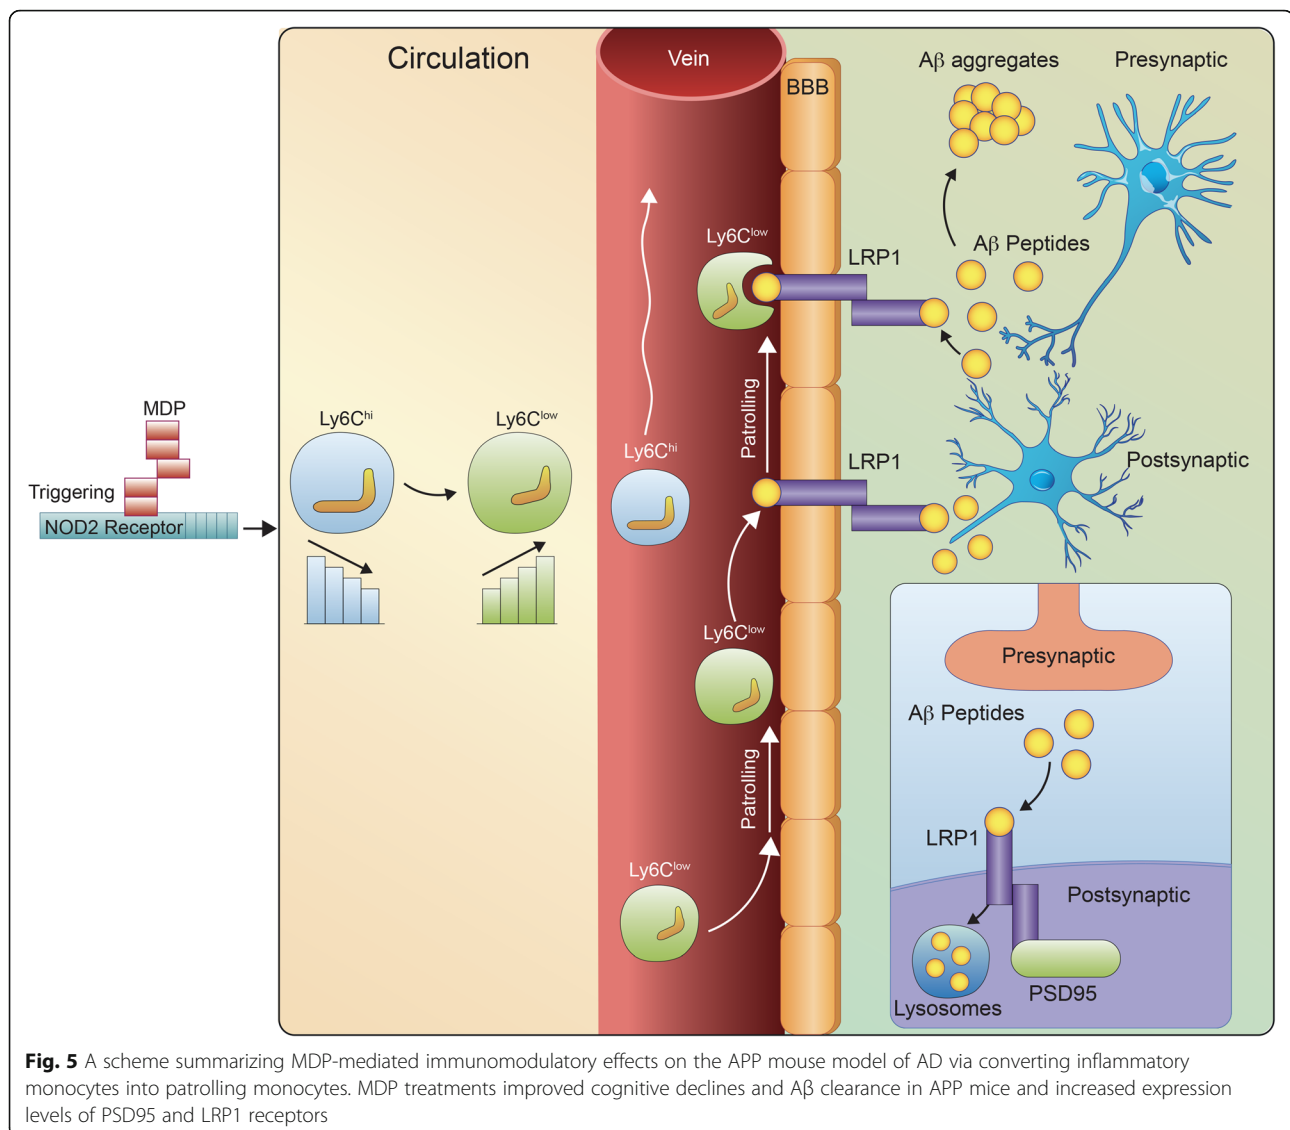 Circulation
Vein
BBB
Aβ aggregates
Presynaptic
Ly6Clow
LRP1
Aβ Peptides
Patrolling
MDP
Triggering
NOD2 Receptor
Ly6Chi
Ly6Clow
Ly6Chi
LRP1
Postsynaptic
Ly6Clow
Patrolling
Ly6Clow
Presynaptic
Aβ Peptides
LRP1
Postsynaptic
PSD95
Lysosomes
Fig. 5 A scheme summarizing MDP-mediated immunomodulatory effects on the APP mouse model of AD via converting inflammatory
monocytes into patrolling monocytes. MDP treatments improved cognitive declines and Aβ clearance in APP mice and increased expression
levels of PSD95 and LRP1 receptors